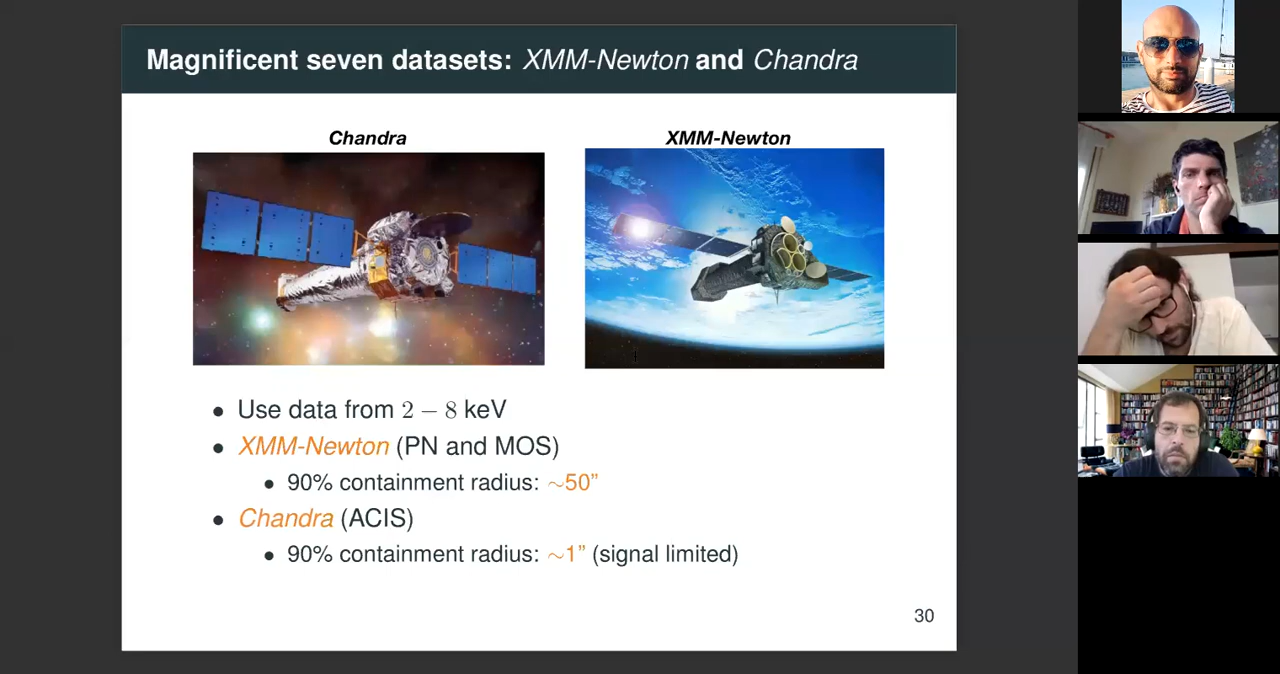 Magnificent seven datasets: XMM-Newton and Chandra
Chandra
XMM-Newton
• Use data from 2 − 8 keV
• XMM-Newton (PN and MOS)
• 90% containment radius: ~50”
• Chandra (ACIS)
• 90% containment radius: ~1” (signal limited)
30